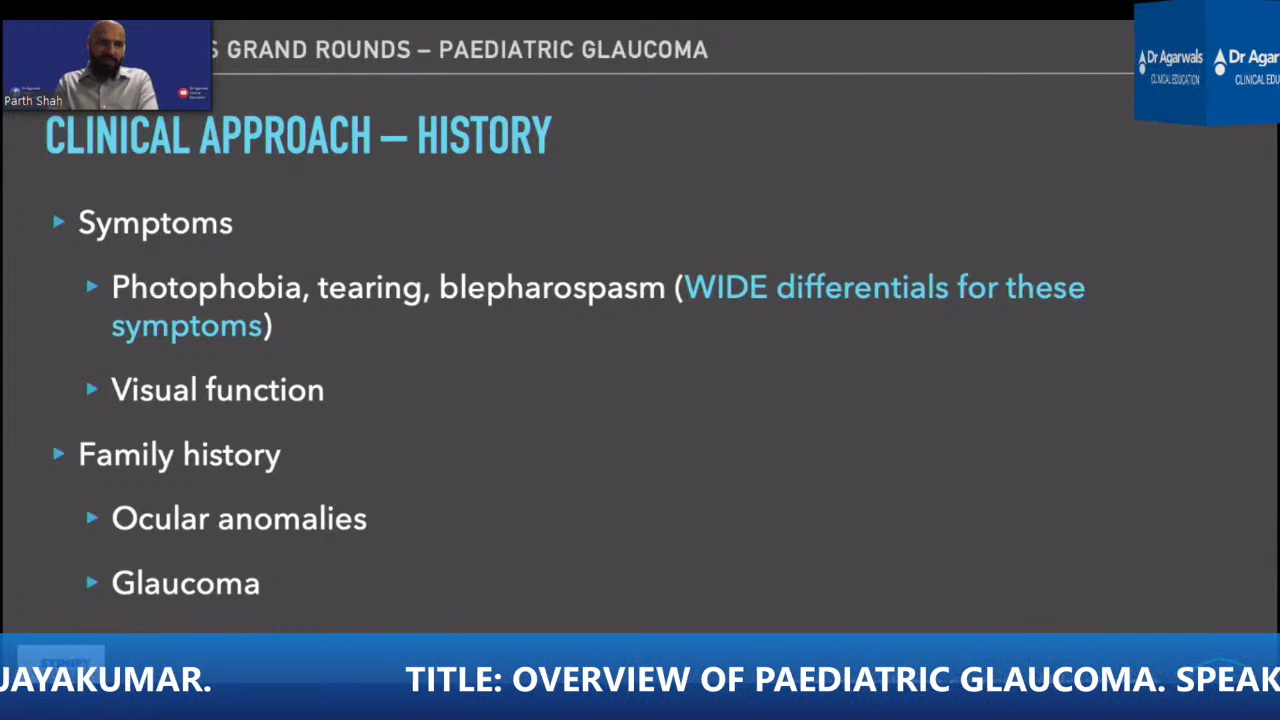 S GRAND ROUNDS – PAEDIATRIC GLAUCOMA
Parth Shah
Dr Agarwals
CLINICAL EDUCATION
Dr Agar
CLINICAL EDU
CLINICAL APPROACH – HISTORY
Symptoms
Photophobia, tearing, blepharospasm (WIDE differentials for these
symptoms)
Visual function
Family history
Ocular anomalies
Glaucoma
JAYAKUMAR. TITLE: OVERVIEW OF PAEDIATRIC GLAUCOMA. SPEAK